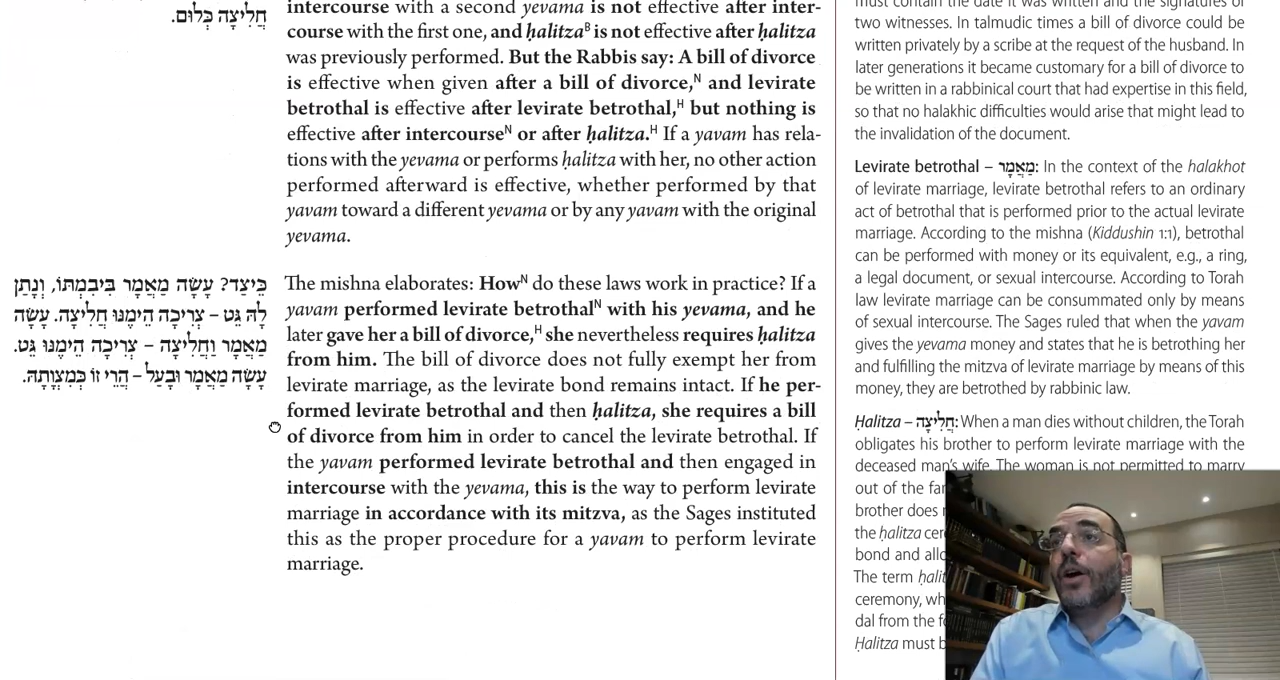 חֲלִיצָה כְּלוּם.
intercourse with a second yevama is not effective after inter-
course with the first one, and ḥalitzaᴮ is not effective after ḥalitza
was previously performed. But the Rabbis say: A bill of divorce
is effective when given after a bill of divorce,ᴺ and levirate
betrothal is effective after levirate betrothal,ᴴ but nothing is
effective after intercourseᴺ or after ḥalitza.ᴴ If a yavam has rela-
tions with the yevama or performs ḥalitza with her, no other action
performed afterward is effective, whether performed by that
yavam toward a different yevama or by any yavam with the original
yevama.
כֵּיצַד? עָשָׂה מַאֲמָר בִּיבִמְתּוֹ, וְנָתַן
לָהּ גֵּט – צְרִיכָה הֵימֶנּוּ חֲלִיצָה. עָשָׂה
מַאֲמָר וַחֲלִיצָה – צְרִיכָה הֵימֶנּוּ גֵּט.
עָשָׂה מַאֲמָר וּבָעַל – הֲרֵי זוֹ כְּמִצְוָתָהּ.
The mishna elaborates: Howᴺ do these laws work in practice? If a
yavam performed levirate betrothalᴺ with his yevama, and he
later gave her a bill of divorce,ᴴ she nevertheless requires ḥalitza
from him. The bill of divorce does not fully exempt her from
levirate marriage, as the levirate bond remains intact. If he per-
formed levirate betrothal and then ḥalitza, she requires a bill
of divorce from him in order to cancel the levirate betrothal. If
the yavam performed levirate betrothal and then engaged in
intercourse with the yevama, this is the way to perform levirate
marriage in accordance with its mitzva, as the Sages instituted
this as the proper procedure for a yavam to perform levirate
marriage.
must contain the date it was written and the signatures of
two witnesses. In talmudic times a bill of divorce could be
written privately by a scribe at the request of the husband. In
later generations it became customary for a bill of divorce to
be written in a rabbinical court that had expertise in this field,
so that no halakhic difficulties would arise that might lead to
the invalidation of the document.
Levirate betrothal – מַאֲמָר: In the context of the halakhot
of levirate marriage, levirate betrothal refers to an ordinary
act of betrothal that is performed prior to the actual levirate
marriage. According to the mishna (Kiddushin 1:1), betrothal
can be performed with money or its equivalent, e.g., a ring,
a legal document, or sexual intercourse. According to Torah
law levirate marriage can be consummated only by means
of sexual intercourse. The Sages ruled that when the yavam
gives the yevama money and states that he is betrothing her
and fulfilling the mitzva of levirate marriage by means of this
money, they are betrothed by rabbinic law.
Ḥalitza – חֲלִיצָה: When a man dies without children, the Torah
obligates his brother to perform levirate marriage with the
deceased man's wife. The woman is not permitted to marry
out of the
brother does
the ḥalitza
bond and
The term
ceremony,
dal from the
Ḥalitza must